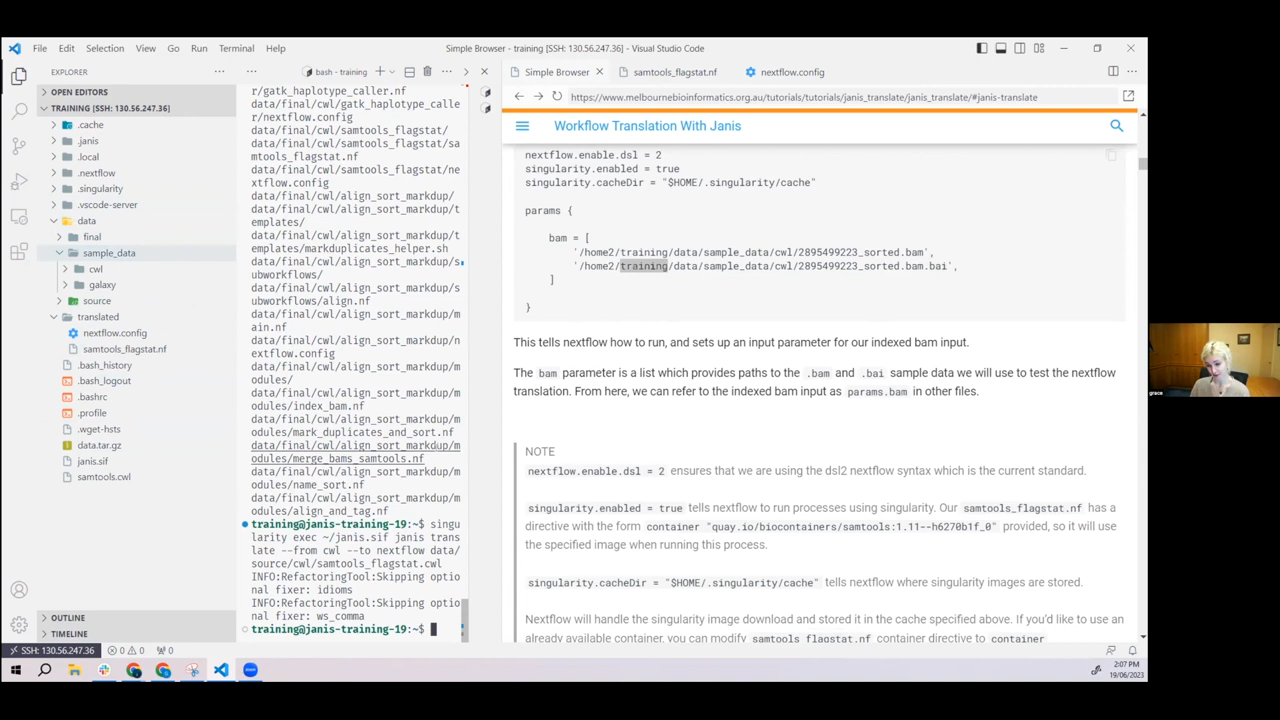 File Edit Selection View Go Run Terminal Help
Simple Browser - training [SSH: 130.56.247.36] - Visual Studio Code
EXPLORER
OPEN EDITORS
TRAINING [SSH: 130.56.247.36]
.cache
.janis
.local
.nextflow
.singularity
.vscode-server
data
final
sample_data
cwl
galaxy
source
translated
nextflow.config
samtools_flagstat.nf
.bash_history
.bash_logout
.bashrc
.profile
.wget-hsts
data.tar.gz
janis.sif
samtools.cwl
OUTLINE
TIMELINE
bash - training
r/gatk_haplotype_caller.nf
data/final/cwl/gatk_haplotype_calle
r/nextflow.config
data/final/cwl/samtools_flagstat/
data/final/cwl/samtools_flagstat/sa
mtools_flagstat.nf
data/final/cwl/samtools_flagstat/ne
xtflow.config
data/final/cwl/align_sort_markdup/
data/final/cwl/align_sort_markdup/t
emplates/
data/final/cwl/align_sort_markdup/t
emplates/markduplicates_helper.sh
data/final/cwl/align_sort_markdup/s
ubworkflows/
data/final/cwl/align_sort_markdup/s
ubworkflows/align.nf
data/final/cwl/align_sort_markdup/m
ain.nf
data/final/cwl/align_sort_markdup/n
extflow.config
data/final/cwl/align_sort_markdup/m
odules/
data/final/cwl/align_sort_markdup/m
odules/index_bam.nf
data/final/cwl/align_sort_markdup/m
odules/mark_duplicates_and_sort.nf
data/final/cwl/align_sort_markdup/m
odules/merge_bams_samtools.nf
data/final/cwl/align_sort_markdup/m
odules/name_sort.nf
data/final/cwl/align_sort_markdup/m
odules/align_and_tag.nf
training@janis-training-19:~$ singu
larity exec ~/janis.sif janis trans
late --from cwl --to nextflow data/
source/cwl/samtools_flagstat.cwl
INFO:RefactoringTool:Skipping optio
nal fixer: idioms
INFO:RefactoringTool:Skipping optio
nal fixer: ws_comma
training@janis-training-19:~$
Simple Browser
samtools_flagstat.nf
nextflow.config
https://www.melbournebioinformatics.org.au/tutorials/tutorials/janis_translate/janis_translate/#janis-translate
Workflow Translation With Janis
nextflow.enable.dsl = 2
singularity.enabled = true
singularity.cacheDir = "$HOME/.singularity/cache"
params {
bam = [
'/home2/training/data/sample_data/cwl/2895499223_sorted.bam',
'/home2/training/data/sample_data/cwl/2895499223_sorted.bam.bai',
]
}
This tells nextflow how to run, and sets up an input parameter for our indexed bam input.
The bam parameter is a list which provides paths to the .bam and .bai sample data we will use to test the nextflow
translation. From here, we can refer to the indexed bam input as params.bam in other files.
NOTE
nextflow.enable.dsl = 2 ensures that we are using the dsl2 nextflow syntax which is the current standard.
singularity.enabled = true tells nextflow to run processes using singularity. Our samtools_flagstat.nf has a
directive with the form container "quay.io/biocontainers/samtools:1.11--h6270b1f_0" provided, so it will use
the specified image when running this process.
singularity.cacheDir = "$HOME/.singularity/cache" tells nextflow where singularity images are stored.
Nextflow will handle the singularity image download and stored it in the cache specified above. If you'd like to use an
already available container, you can modify samtools_flagstat.nf container directive to container
SSH: 130.56.247.36
0 0 0
2:07 PM
19/06/2023
grace